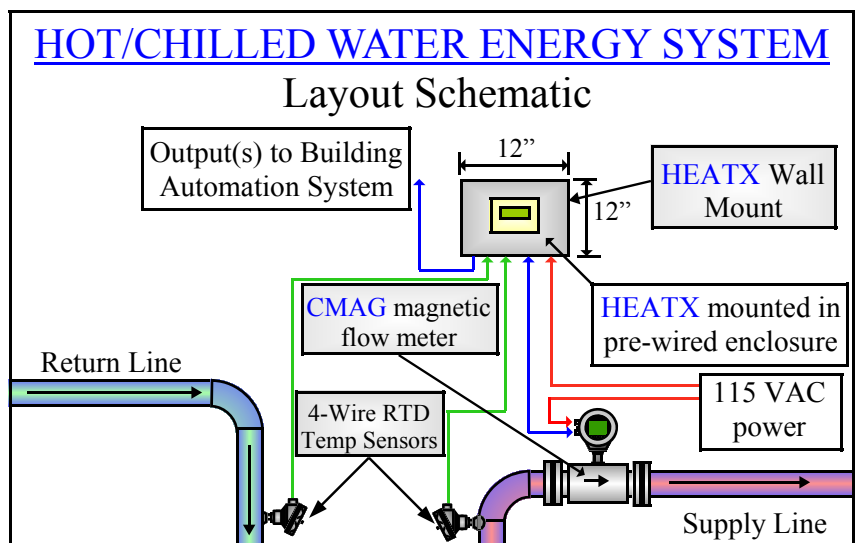 HOT/CHILLED WATER ENERGY SYSTEM
Layout Schematic
Output(s) to Building
Automation System
12”
12”
HEATX Wall
Mount
CMAG magnetic
flow meter
HEATX mounted in
pre-wired enclosure
Return Line
4-Wire RTD
Temp Sensors
115 VAC
power
Supply Line